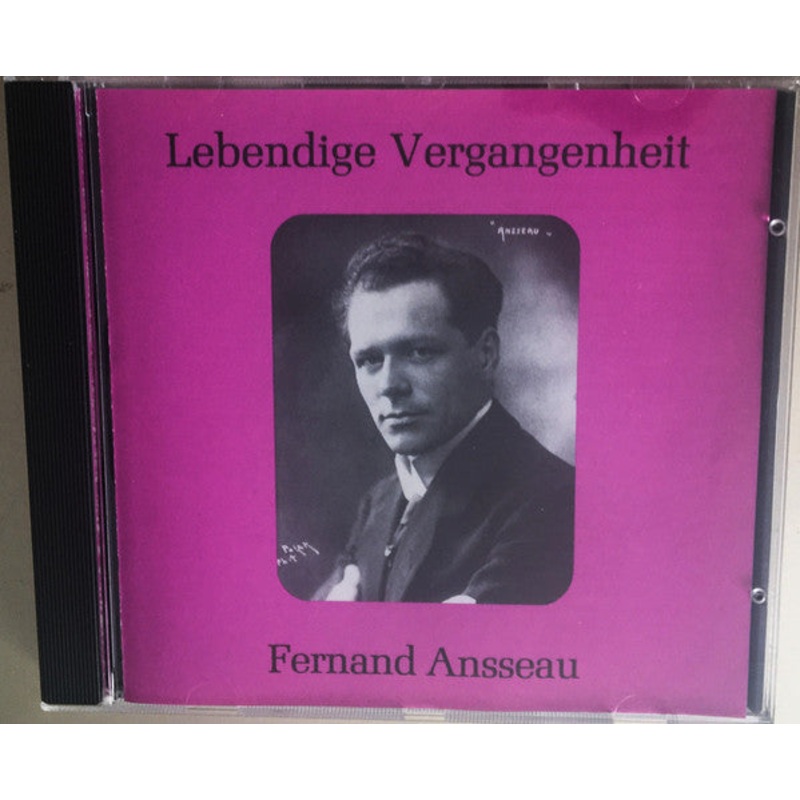 Lebendige Vergangenheit
"ANSSEAU"
Fernand Ansseau